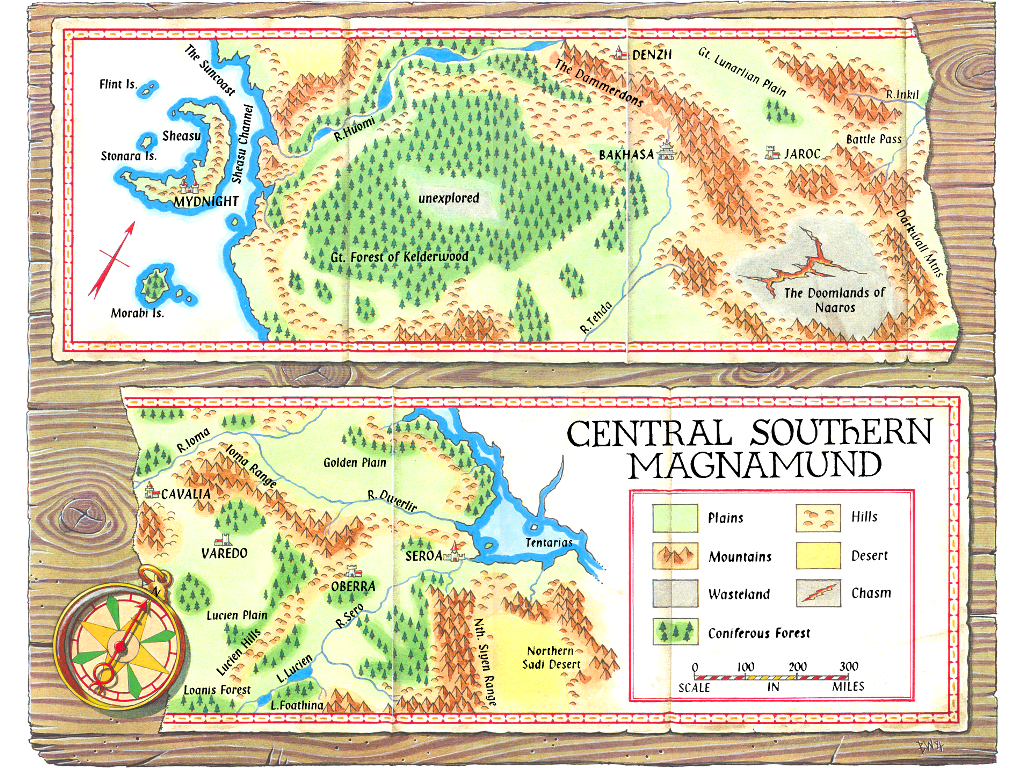 The Suncoast
Flint Is.
Sheasu
Sheasu Channel
Stonara Is.
MYDNIGHT
Morabi Is.
R.Huomi
unexplored
Gt. Forest of Kelderwood
The Dammerdons
DENZH
Gt. Lunarlian Plain
R.Inkil
Battle Pass
BAKHASA
JAROC
Darkwall Mtns
The Doomlands of
Naaros
R.Tehda
R.Ioma
Ioma Range
Golden Plain
CAVALIA
R.Dwerlir
VAREDO
SEROA
Tentarias
OBERRA
Lucien Plain
R.Sero
Lucien Hills
L.Lucien
Loanis Forest
L.Foathina
Nth. Siyen Range
Northern
Sadi Desert
CENTRAL SOUTHERN
MAGNAMUND
Plains
Hills
Mountains
Desert
Wasteland
Chasm
Coniferous Forest
0 100 200 300
SCALE IN MILES
N